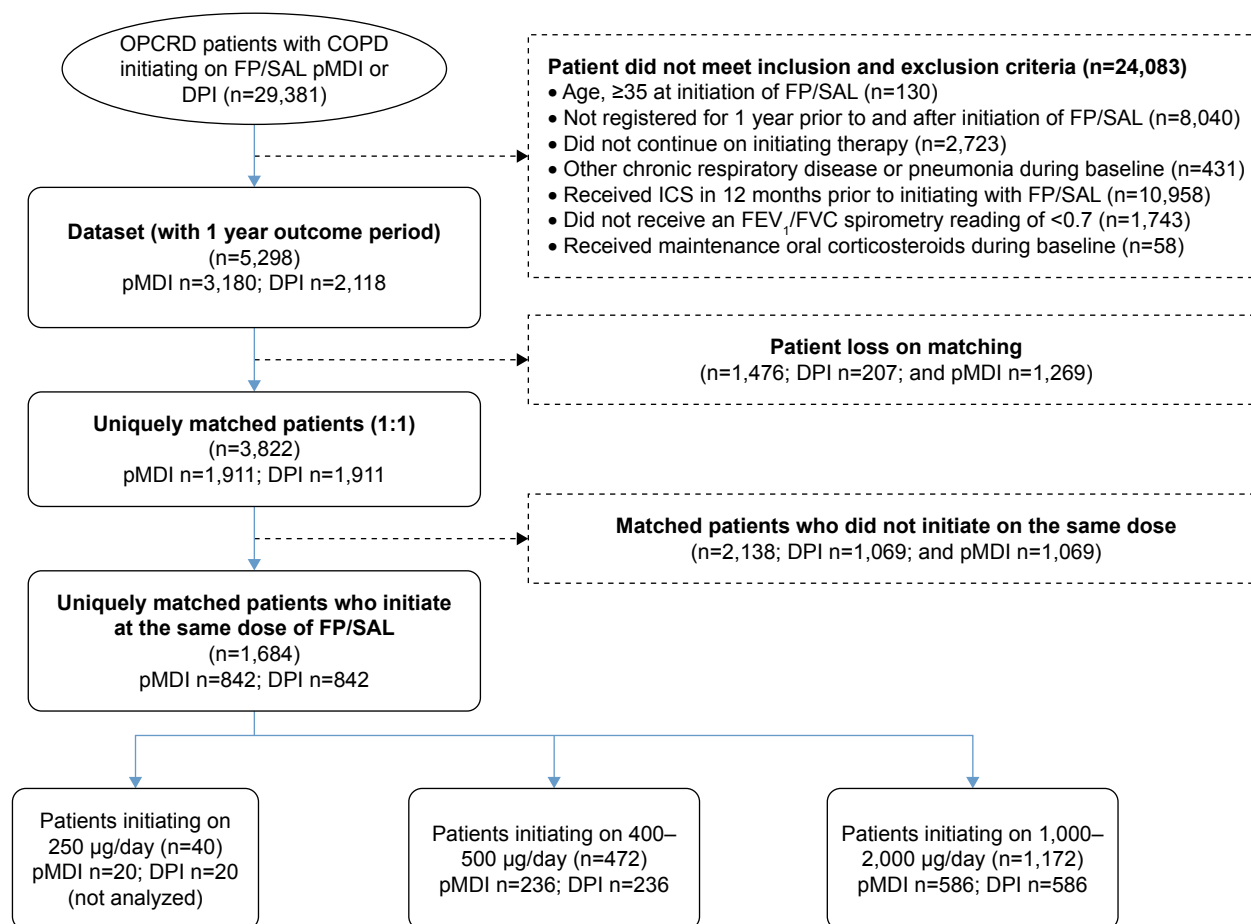 OPCRD patients with COPD
initiating on FP/SAL pMDI or
DPI (n=29,381)
Patient did not meet inclusion and exclusion criteria (n=24,083)
• Age, ≥35 at initiation of FP/SAL (n=130)
• Not registered for 1 year prior to and after initiation of FP/SAL (n=8,040)
• Did not continue on initiating therapy (n=2,723)
• Other chronic respiratory disease or pneumonia during baseline (n=431)
• Received ICS in 12 months prior to initiating with FP/SAL (n=10,958)
• Did not receive an FEV₁/FVC spirometry reading of <0.7 (n=1,743)
• Received maintenance oral corticosteroids during baseline (n=58)
Dataset (with 1 year outcome period)
(n=5,298)
pMDI n=3,180; DPI n=2,118
Patient loss on matching
(n=1,476; DPI n=207; and pMDI n=1,269)
Uniquely matched patients (1:1)
(n=3,822)
pMDI n=1,911; DPI n=1,911
Matched patients who did not initiate on the same dose
(n=2,138; DPI n=1,069; and pMDI n=1,069)
Uniquely matched patients who initiate
at the same dose of FP/SAL
(n=1,684)
pMDI n=842; DPI n=842
Patients initiating on
250 µg/day (n=40)
pMDI n=20; DPI n=20
(not analyzed)
Patients initiating on 400–
500 µg/day (n=472)
pMDI n=236; DPI n=236
Patients initiating on 1,000–
2,000 µg/day (n=1,172)
pMDI n=586; DPI n=586